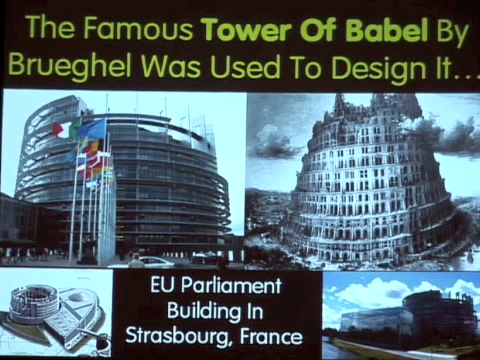 The Famous Tower Of Babel By
Brueghel Was Used To Design It...
EU Parliament
Building In
Strasbourg, France